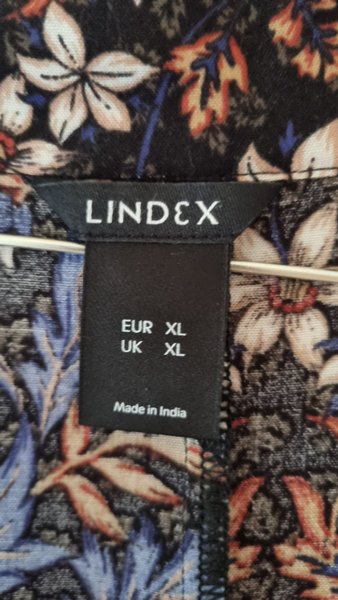 LINDEX
EUR XL
UK XL
Made in India